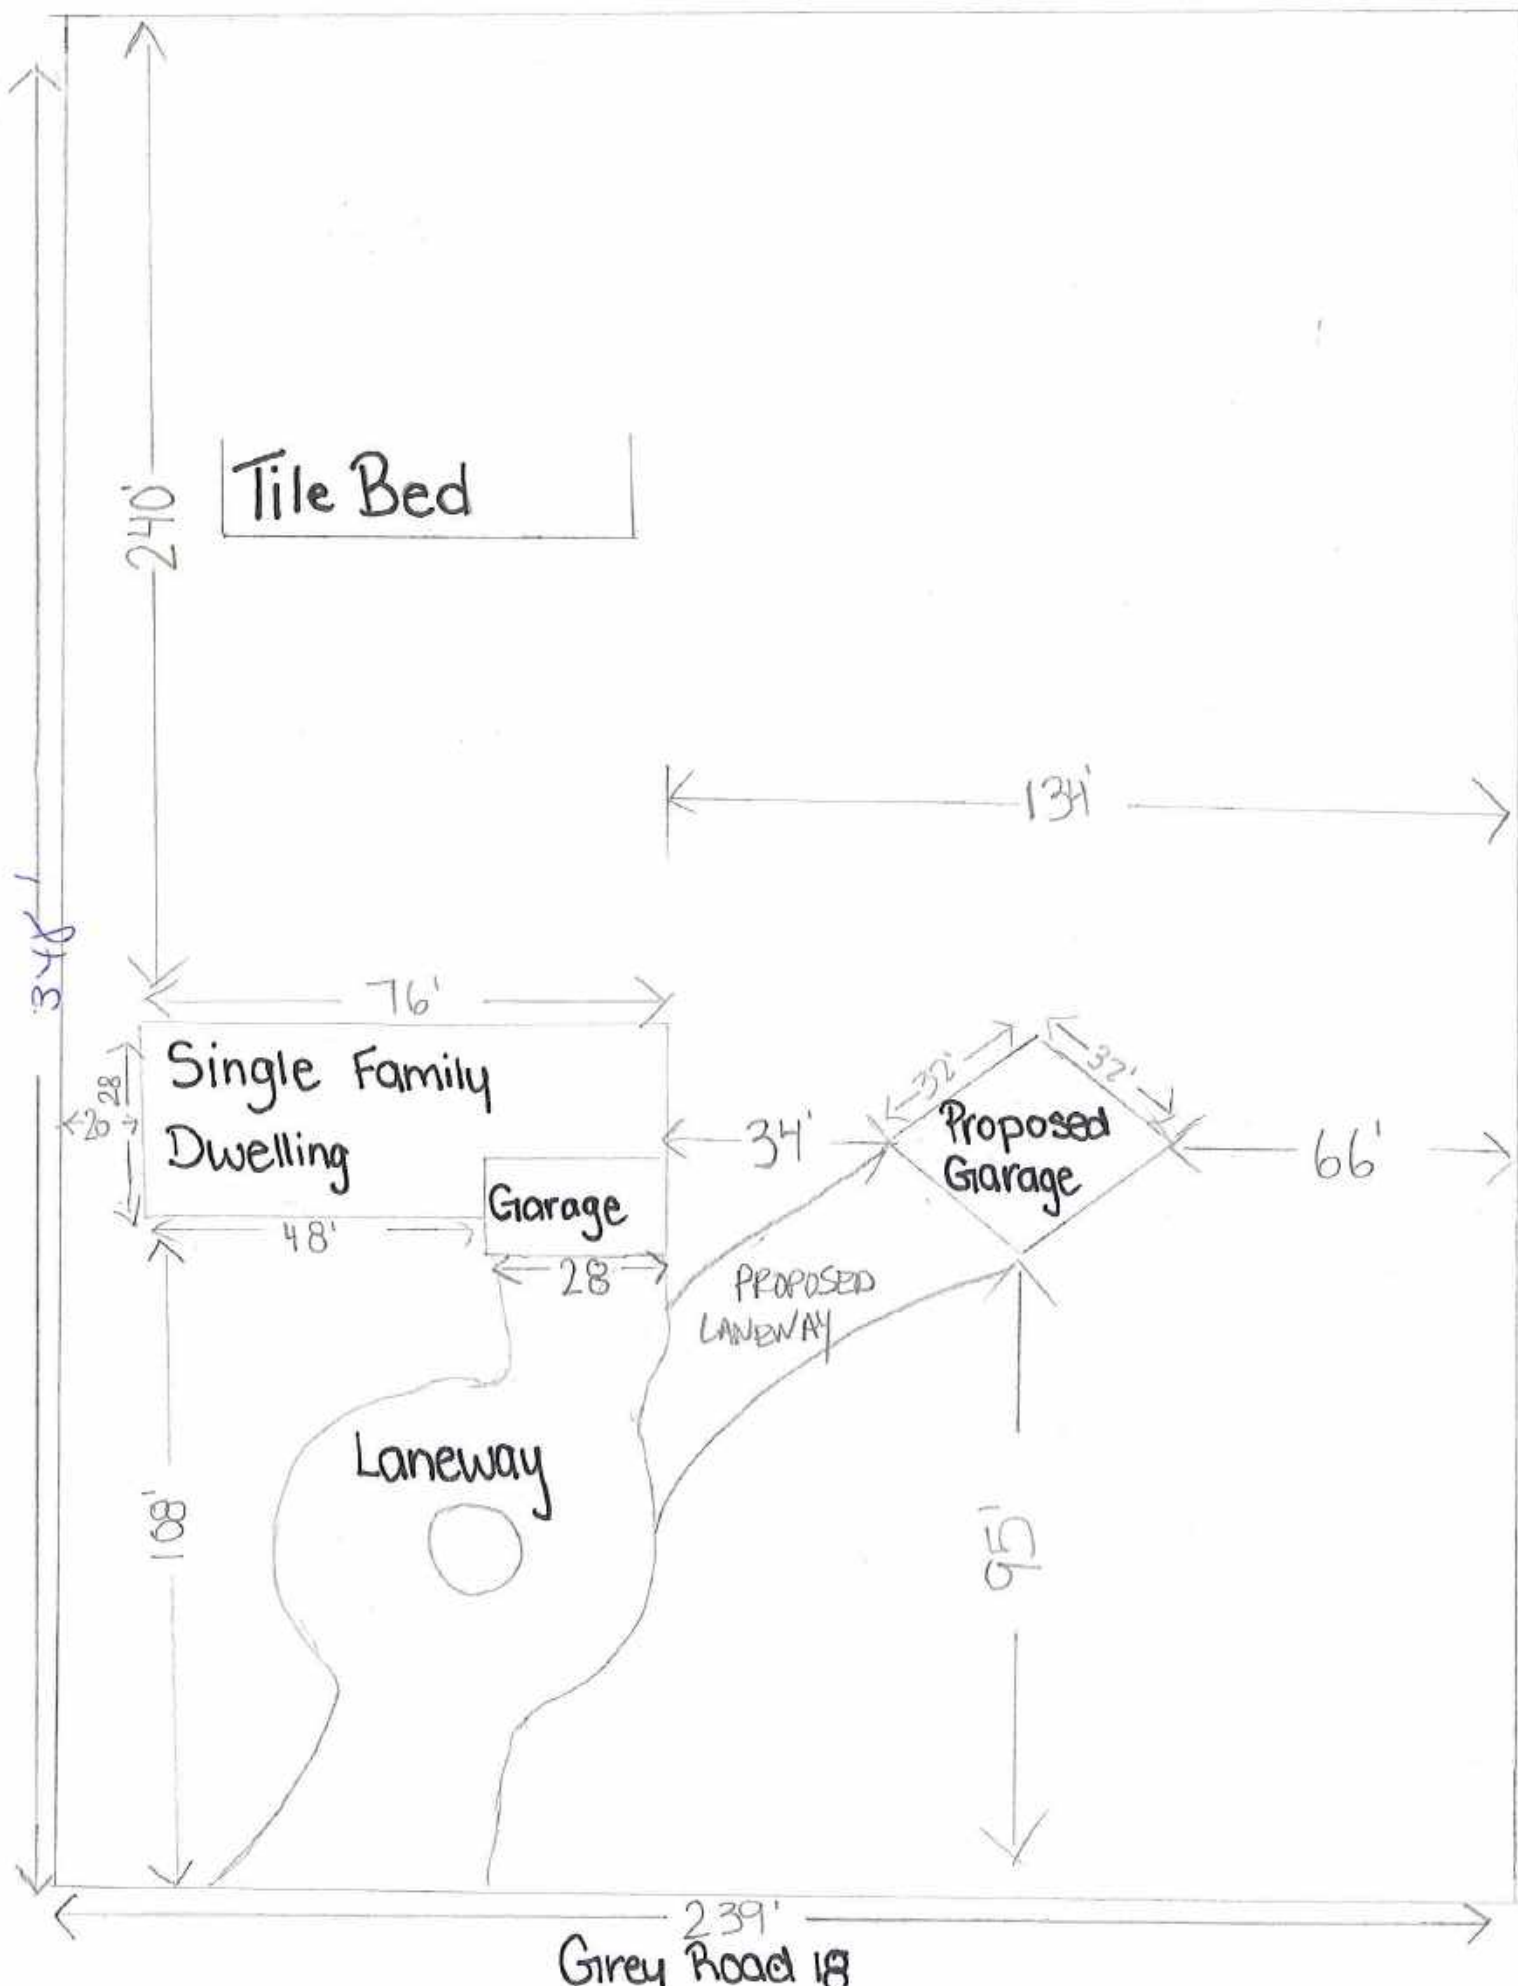 240'
Tile Bed
134'
348'
76'
Single Family
Dwelling
28
20
34'
32'
32'
Proposed
Garage
66'
Garage
48'
28
PROPOSED
LANEWAY
Laneway
108'
95'
239'
Grey Road 18